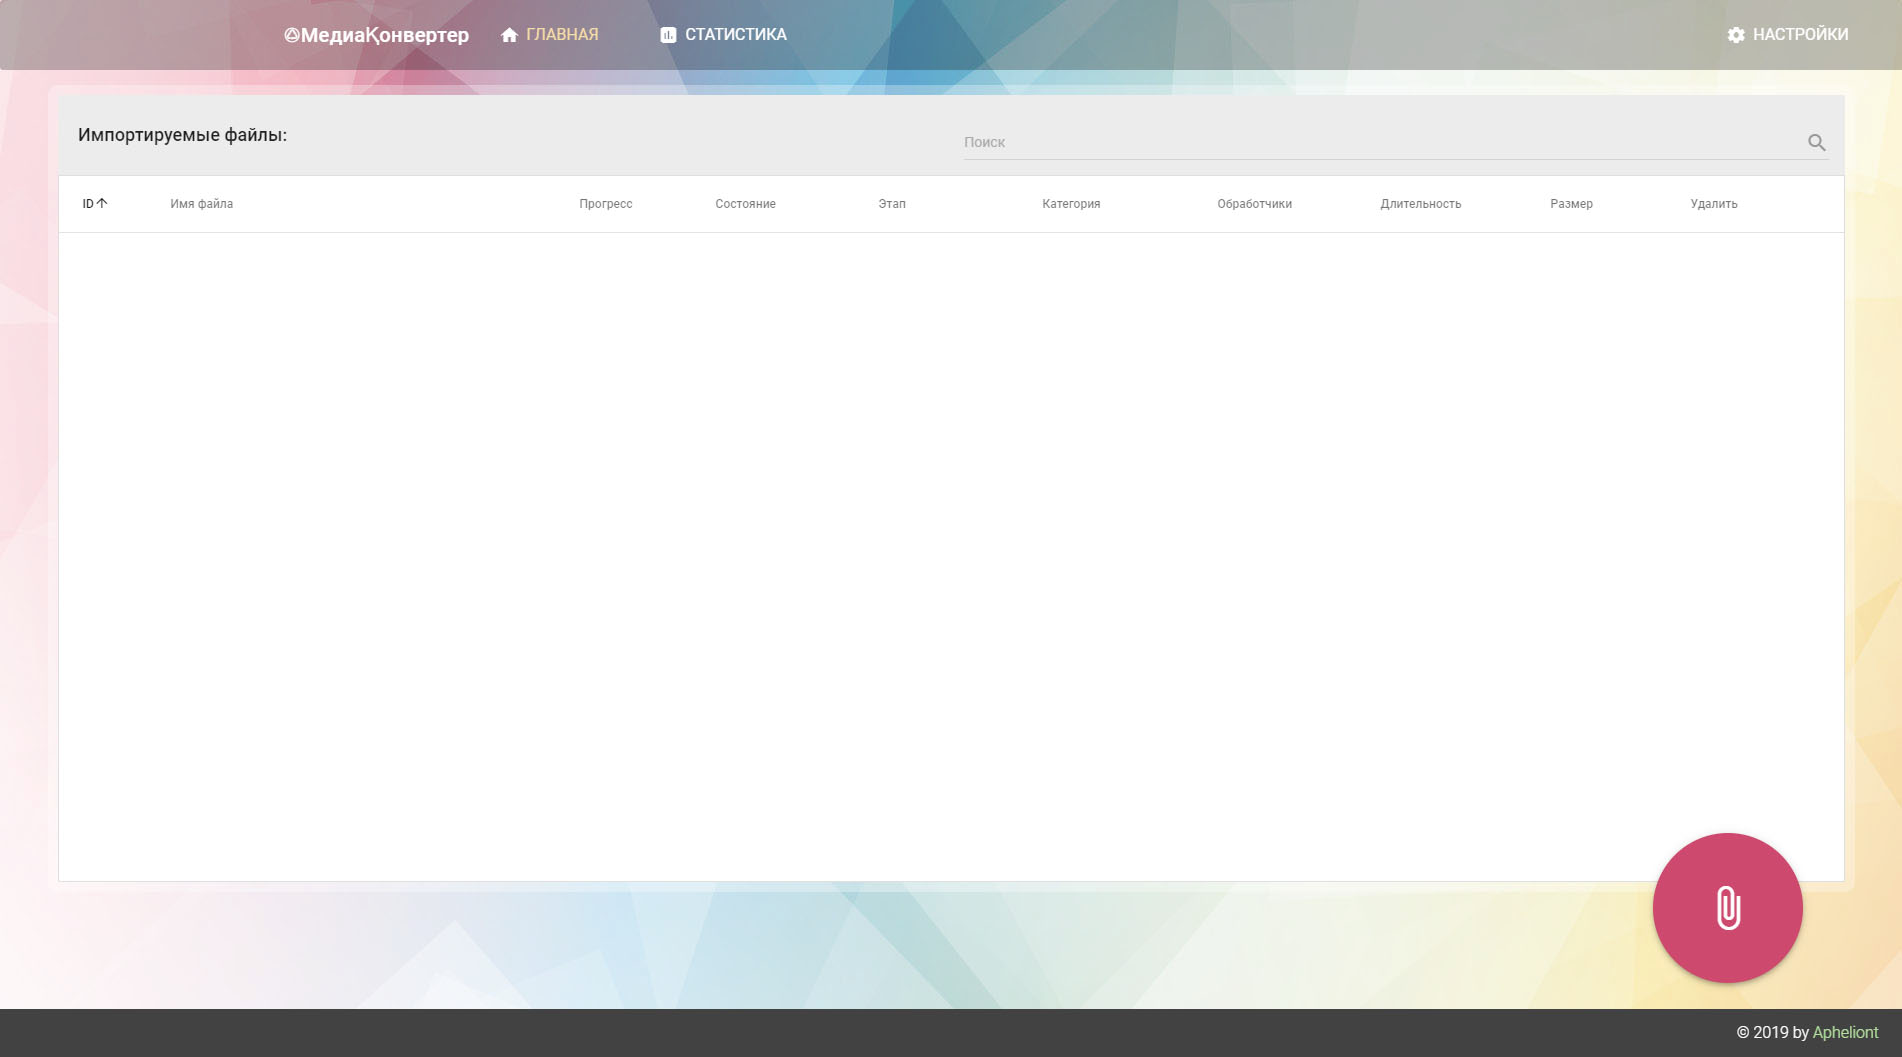 МедиаҚонвертер ГЛАВНАЯ СТАТИСТИКА НАСТРОЙКИ
Импортируемые файлы:
Поиск
ID Имя файла Прогресс Состояние Этап Категория Обработчики Длительность Размер Удалить
© 2019 by Apheliont